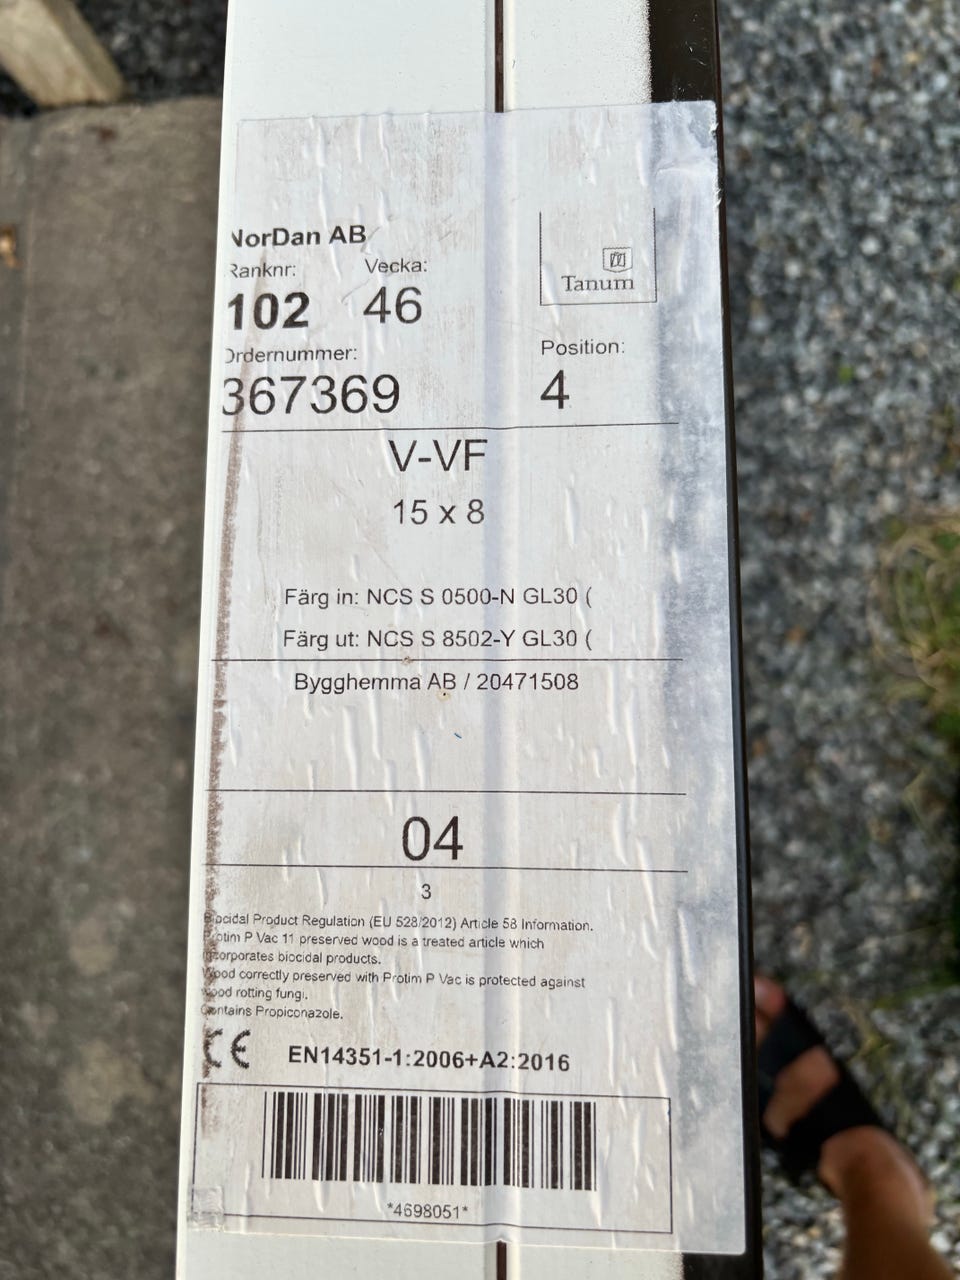 NorDan AB
Ranknr: Vecka:
102 46
Tanum
Ordernummer: Position:
367369 4
V-VF
15 x 8
Färg in: NCS S 0500-N GL30 (
Färg ut: NCS S 8502-Y GL30 (
Bygghemma AB / 20471508
04
3
Biocidal Product Regulation (EU 528/2012) Article 58 Information.
Protim P Vac 11 preserved wood is a treated article which
incorporates biocidal products.
Wood correctly preserved with Protim P Vac is protected against
wood rotting fungi.
Contains Propiconazole.
CE EN14351-1:2006+A2:2016
*4698051*